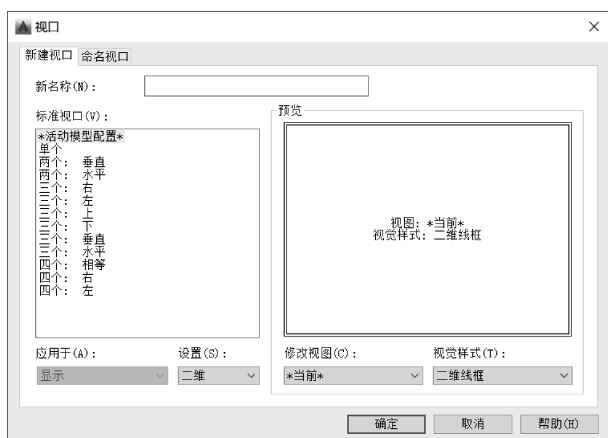 视口
新建视口 命名视口
新名称(N):
标准视口(V):
*活动模型配置*
单个
两个: 垂直
两个: 水平
三个: 右
三个: 左
三个: 上
三个: 下
三个: 垂直
三个: 水平
四个: 相等
四个: 右
四个: 左
预览
视图: *当前*
视觉样式: 二维线框
应用于(A): 设置(S): 修改视图(C): 视觉样式(T):
显示 二维 *当前* 二维线框
确定 取消 帮助(H)